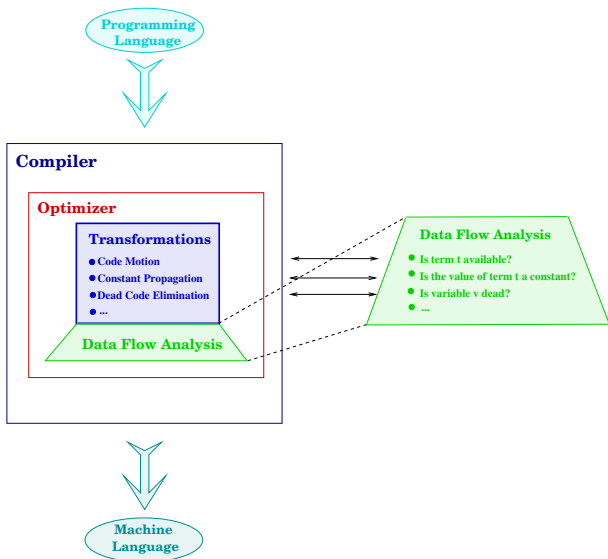 Programming
Language
Compiler
Optimizer
Transformations
● Code Motion
● Constant Propagation
● Dead Code Elimination
● ...
Data Flow Analysis
Data Flow Analysis
● Is term t available?
● Is the value of term t a constant?
● Is variable v dead?
● ...
Machine
Language